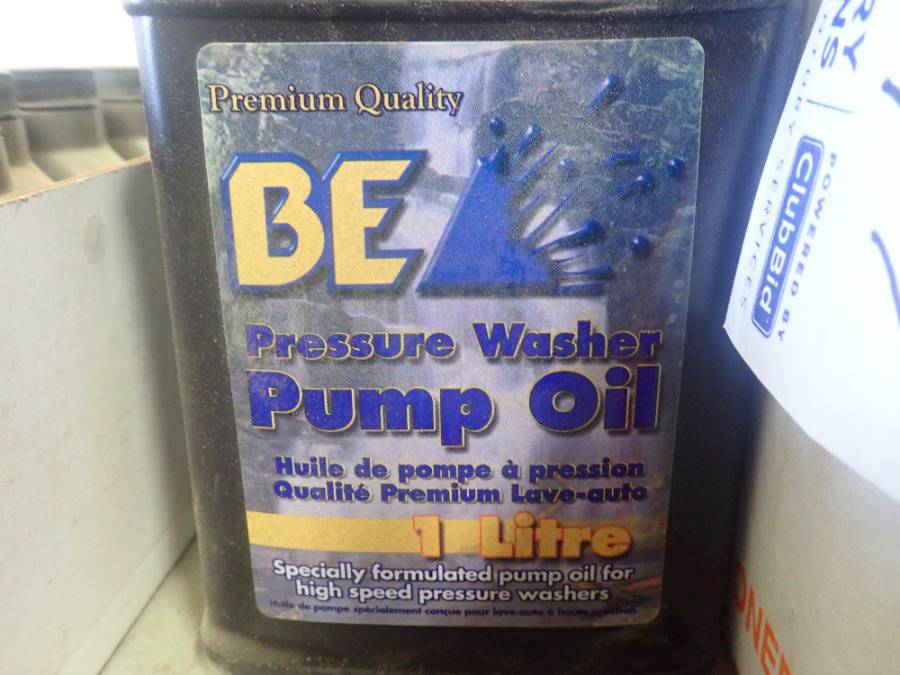 Premium Quality
BE
Pressure Washer
Pump Oil
Huile de pompe à pression
Qualité Premium Lave-auto
1 Litre
Specially formulated pump oil for
high speed pressure washers
Huile de pompe spécialement conçue pour lave-auto à haute pression.
POWERED BY
ClubBid